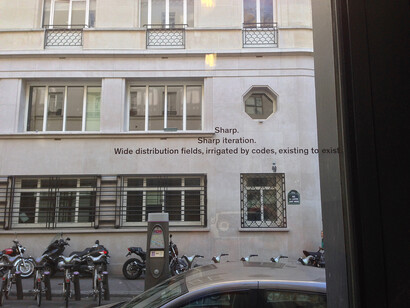 Sharp.
Sharp iteration.
Wide distribution fields, irrigated by codes, existing to exist.